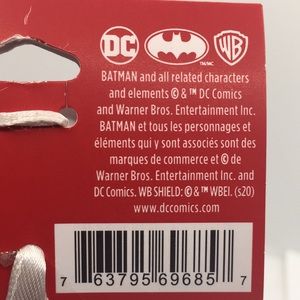 DC
TM/MC
WB
BATMAN and all related characters
and elements © & ™ DC Comics
and Warner Bros. Entertainment Inc.
BATMAN et tous les personnages et
éléments qui y sont associés sont des
marques de commerce et © de
Warner Bros. Entertainment Inc. and
DC Comics. WB SHIELD: © & ™ WBEI. (s20)
www.dccomics.com
7 63795 69685 7